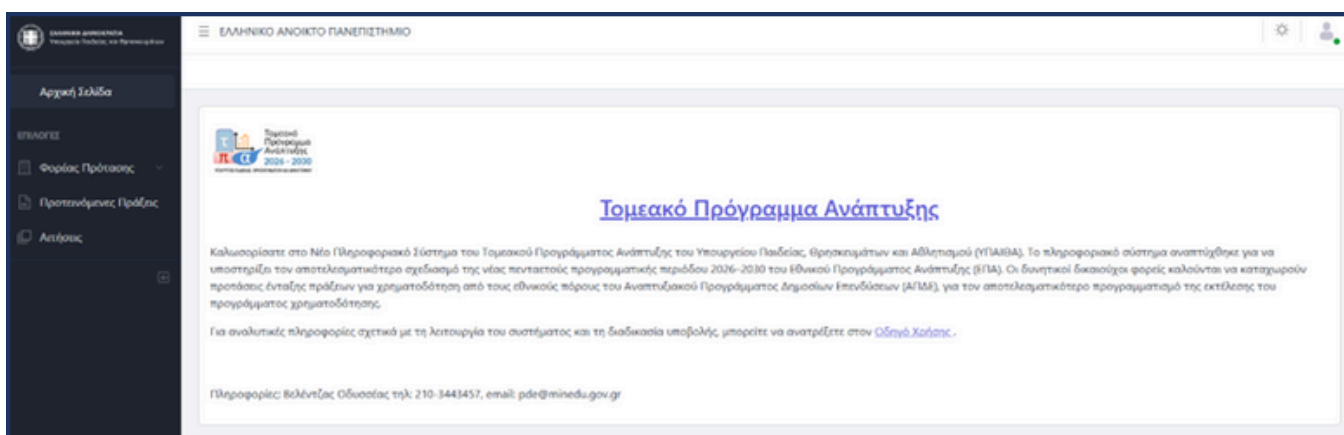 ΕΛΛΗΝΙΚΗ ΔΗΜΟΚΡΑΤΙΑ
Υπουργείο Παιδείας, και Θρησκευμάτων
ΕΛΛΗΝΙΚΟ ΑΝΟΙΚΤΟ ΠΑΝΕΠΙΣΤΗΜΙΟ
Αρχική Σελίδα
ΕΠΙΛΟΓΕΣ
Φορέας Πρότασης
Προτεινόμενες Πράξεις
Αιτήσεις
τ
π α
Τομεακό
Πρόγραμμα
Ανάπτυξης
2026 - 2030
Τομεακό Πρόγραμμα Ανάπτυξης
Καλωσορίσατε στο Νέο Πληροφοριακό Σύστημα του Τομεακού Προγράμματος Ανάπτυξης του Υπουργείου Παιδείας, Θρησκευμάτων και Αθλητισμού (ΥΠΑΙΘΑ). Το πληροφοριακό σύστημα αναπτύχθηκε για να
υποστηρίξει τον αποτελεσματικότερο σχεδιασμό της νέας πενταετούς προγραμματικής περιόδου 2026-2030 του Εθνικού Προγράμματος Ανάπτυξης (ΕΠΑ). Οι δυνητικοί δικαιούχοι φορείς καλούνται να καταχωρούν
προτάσεις ένταξης πράξεων για χρηματοδότηση από τους εθνικούς πόρους του Αναπτυξιακού Προγράμματος Δημοσίων Επενδύσεων (ΑΠΔΕ), για τον αποτελεσματικότερο προγραμματισμό της εκτέλεσης του
προγράμματος χρηματοδότησης.
Για αναλυτικές πληροφορίες σχετικά με τη λειτουργία του συστήματος και τη διαδικασία υποβολής, μπορείτε να ανατρέξετε στον Οδηγό Χρήσης .
Πληροφορίες: Βελέντζας Οδυσσέας τηλ: 210-3443457, email: pde@minedu.gov.gr